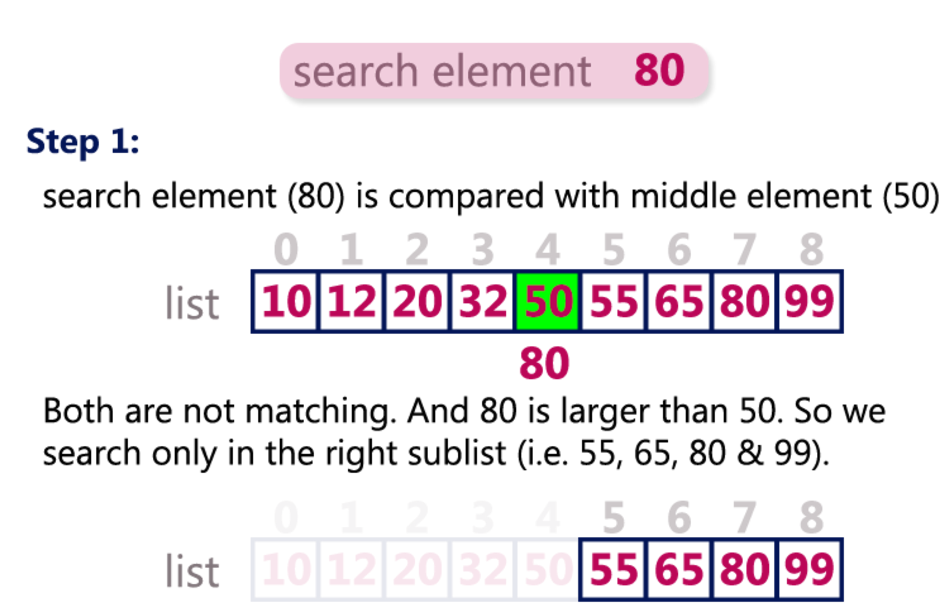 search element 80
Step 1:
search element (80) is compared with middle element (50)
0 1 2 3 4 5 6 7 8
list 10 12 20 32 50 55 65 80 99
80
Both are not matching. And 80 is larger than 50. So we
search only in the right sublist (i.e. 55, 65, 80 & 99).
0 1 2 3 4 5 6 7 8
list 10 12 20 32 50 55 65 80 99